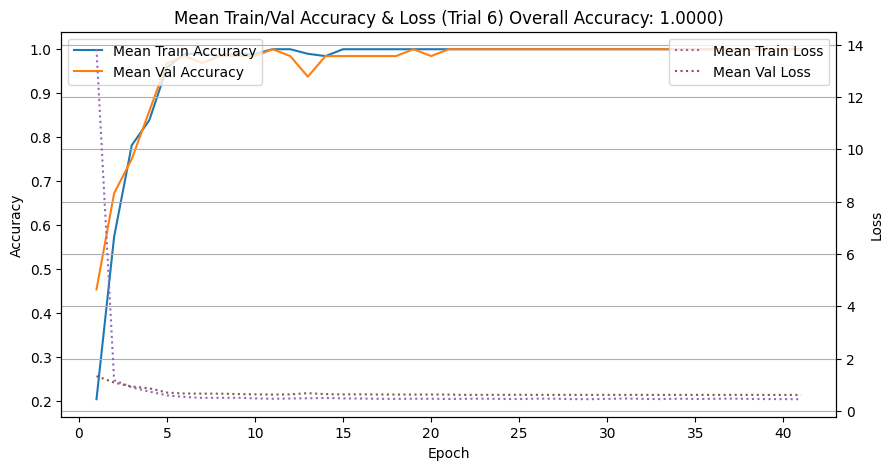 Mean Train/Val Accuracy & Loss (Trial 6) Overall Accuracy: 1.0000)
Mean Train Accuracy
Mean Val Accuracy
Mean Train Loss
Mean Val Loss
Accuracy
1.0
0.9
0.8
0.7
0.6
0.5
0.4
0.3
0.2
14
12
10
8
6
4
2
0
Loss
0 5 10 15 20 25 30 35 40
Epoch